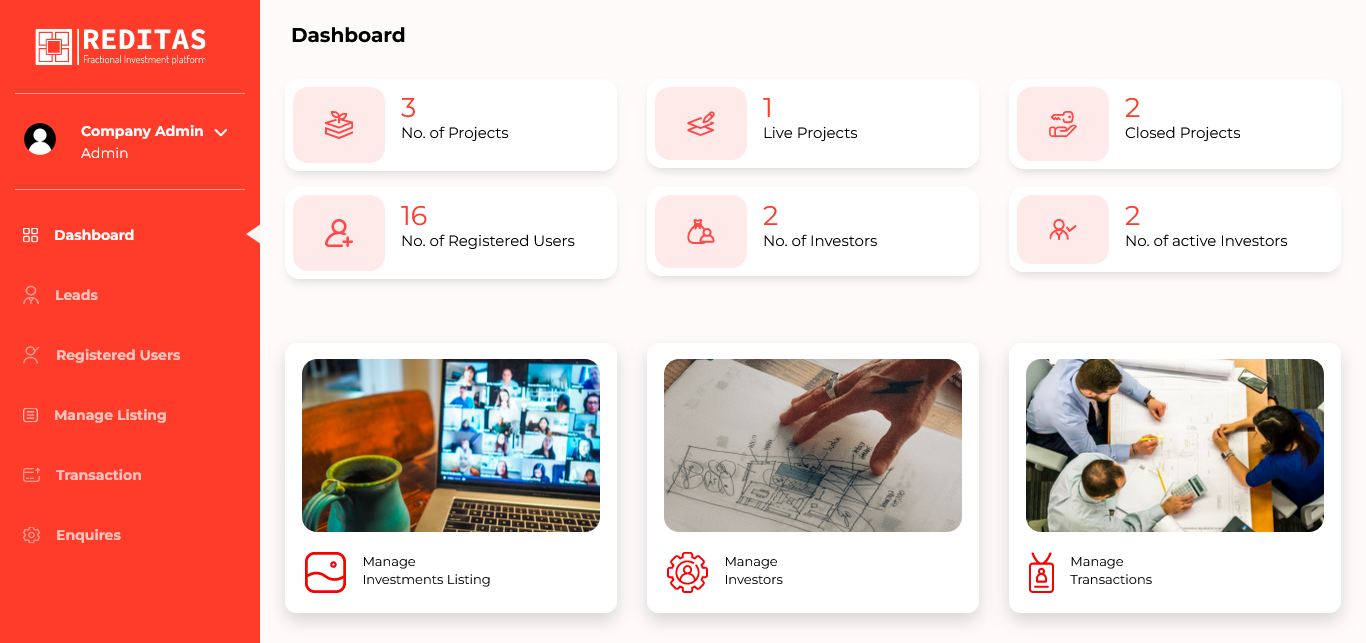 REDITAS
Fractional Investment platform
Company Admin
Admin
Dashboard
Leads
Registered Users
Manage Listing
Transaction
Enquires
Dashboard
3
No. of Projects
1
Live Projects
2
Closed Projects
16
No. of Registered Users
2
No. of Investors
2
No. of active Investors
Manage
Investments Listing
Manage
Investors
Manage
Transactions